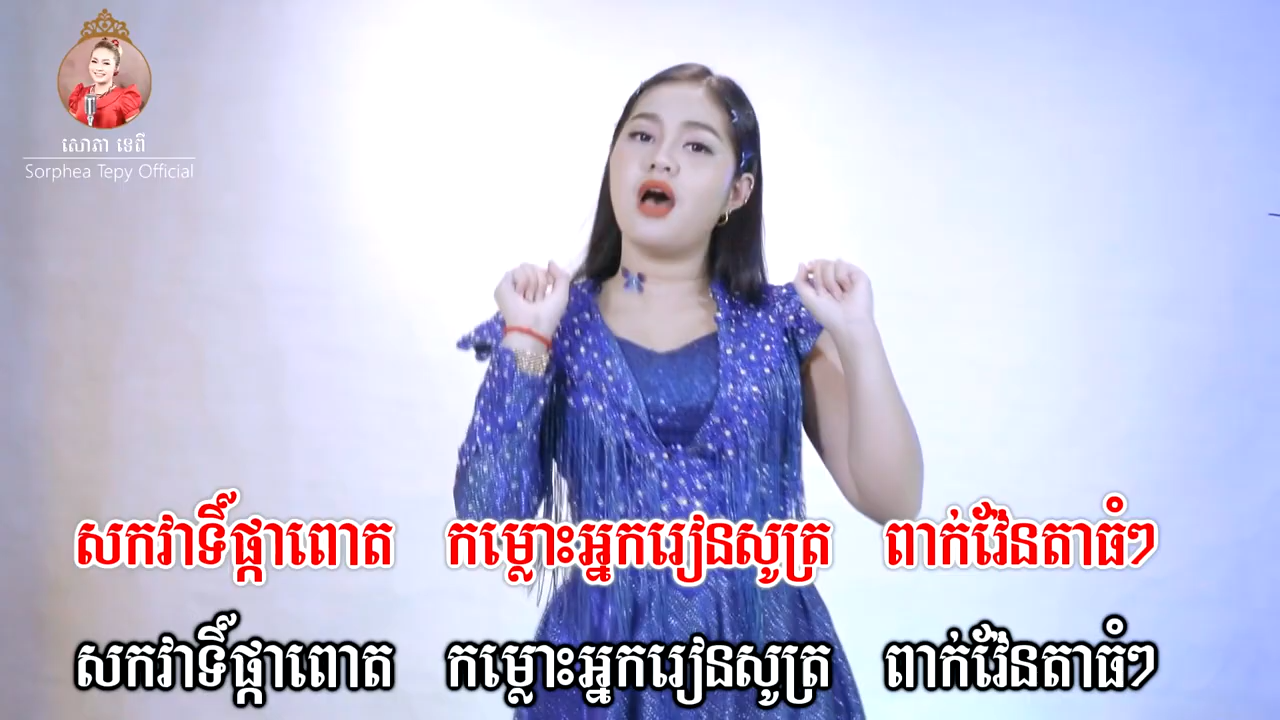 សោភា ទេពី
Sorphea Tepy Official
សកវាទិ៍ផ្កាពោត កម្លោះអ្នករៀនសូត្រ ពាក់វ៉ែនតាធំៗ
សកវាទិ៍ផ្កាពោត កម្លោះអ្នករៀនសូត្រ ពាក់វ៉ែនតាធំៗ